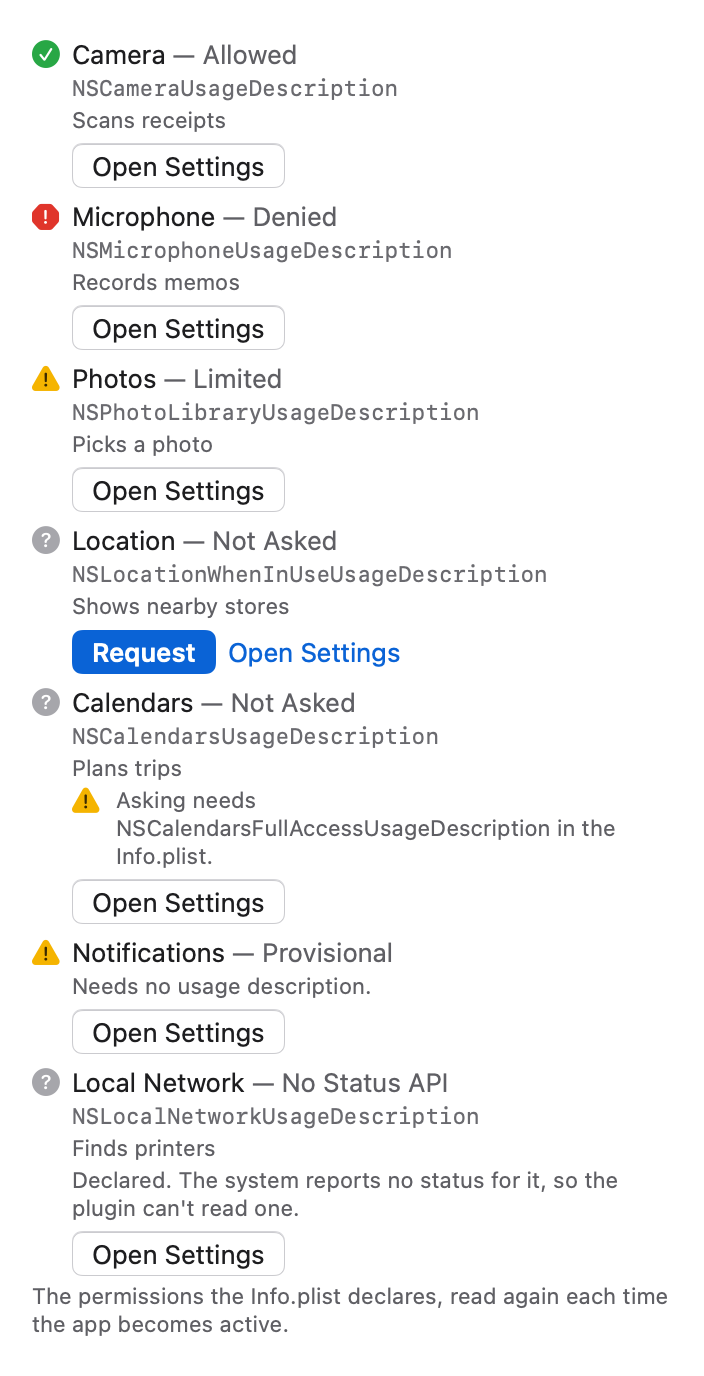 Camera — Allowed
NSCameraUsageDescription
Scans receipts
Open Settings
Microphone — Denied
NSMicrophoneUsageDescription
Records memos
Open Settings
Photos — Limited
NSPhotoLibraryUsageDescription
Picks a photo
Open Settings
Location — Not Asked
NSLocationWhenInUseUsageDescription
Shows nearby stores
Request Open Settings
Calendars — Not Asked
NSCalendarsUsageDescription
Plans trips
Asking needs
NSCalendarsFullAccessUsageDescription in the
Info.plist.
Open Settings
Notifications — Provisional
Needs no usage description.
Open Settings
Local Network — No Status API
NSLocalNetworkUsageDescription
Finds printers
Declared. The system reports no status for it, so the
plugin can't read one.
Open Settings
The permissions the Info.plist declares, read again each time
the app becomes active.